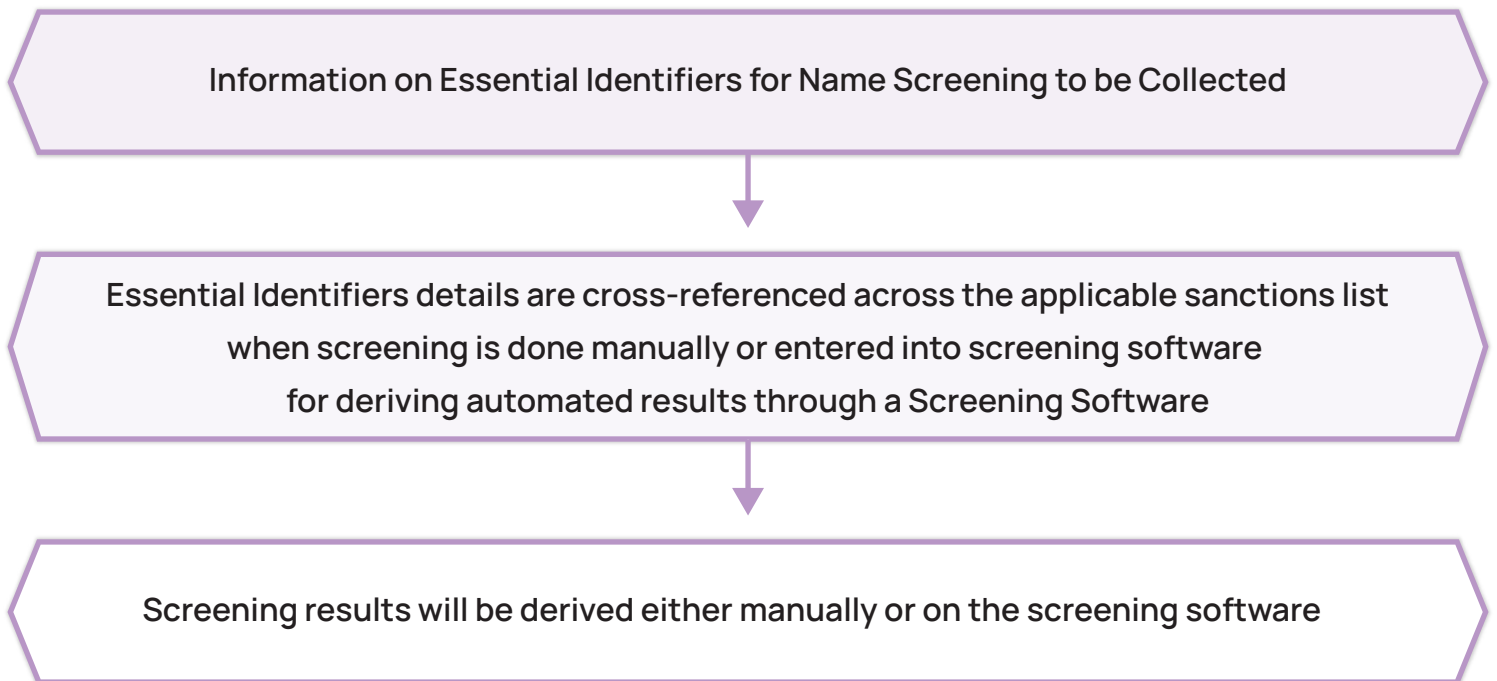 Information on Essential Identifiers for Name Screening to be Collected
Essential Identifiers details are cross-referenced across the applicable sanctions list
when screening is done manually or entered into screening software
for deriving automated results through a Screening Software
Screening results will be derived either manually or on the screening software